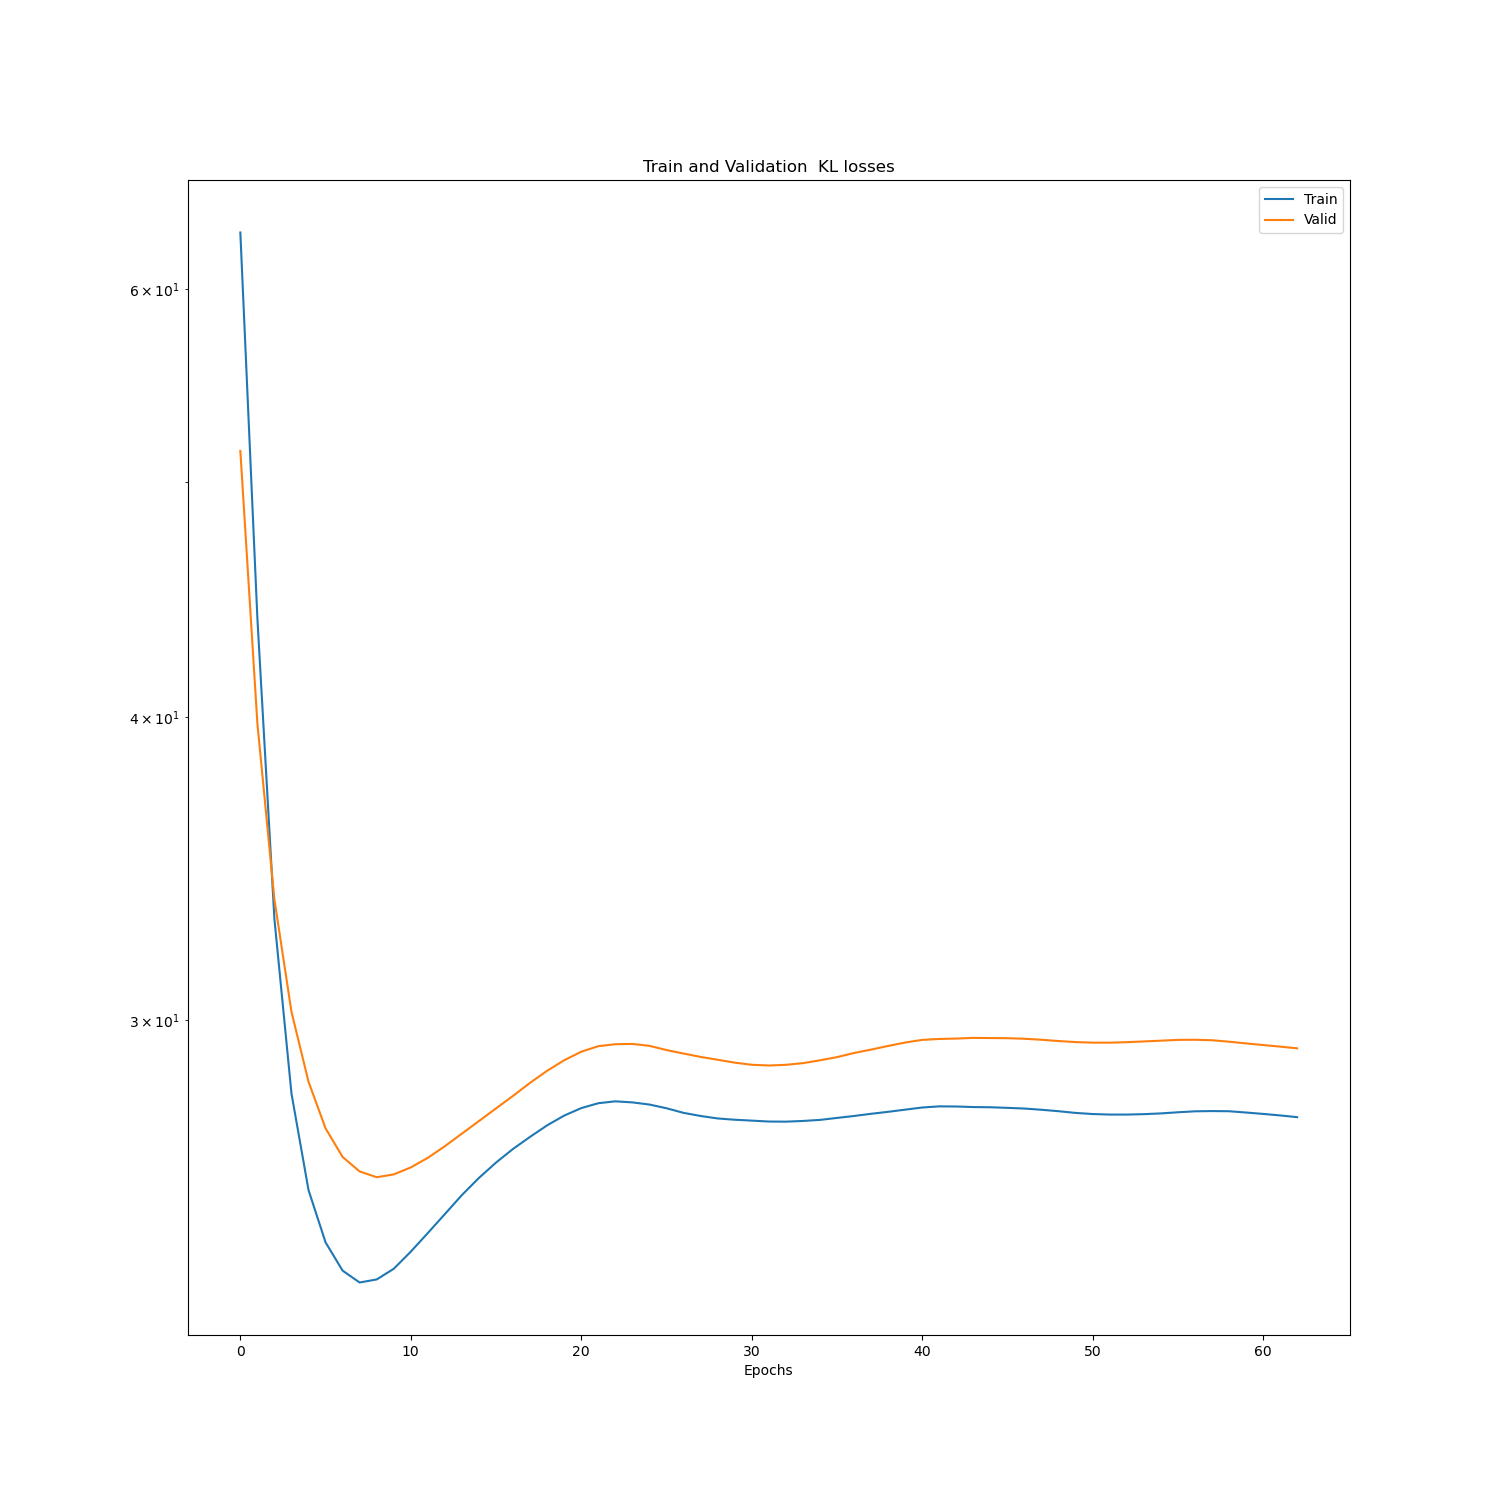 Train and Validation  KL losses
Train
Valid
6 × 10¹
4 × 10¹
3 × 10¹
0 10 20 30 40 50 60
Epochs